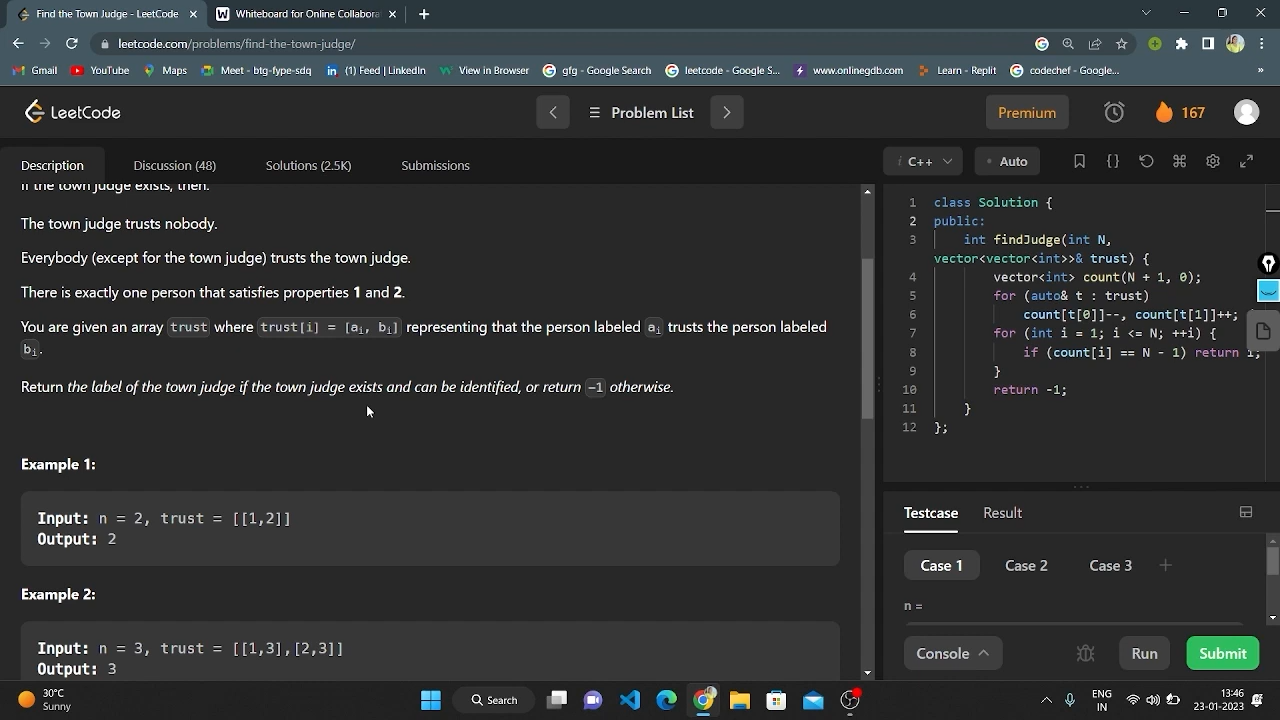 Find the Town Judge - LeetCode
Whiteboard for Online Collabora
leetcode.com/problems/find-the-town-judge/
Gmail
YouTube
Maps
Meet - btg-fype-sdq
(1) Feed | LinkedIn
View in Browser
gfg - Google Search
leetcode - Google S...
www.onlinegdb.com
Learn - Replit
codechef - Google...
»
LeetCode
Problem List
Premium
167
Description
Discussion (48)
Solutions (2.5K)
Submissions
i C++
Auto
If the town judge exists, then:
The town judge trusts nobody.
Everybody (except for the town judge) trusts the town judge.
There is exactly one person that satisfies properties 1 and 2.
You are given an array trust where trust[i] = [ai, bi] representing that the person labeled ai trusts the person labeled
bi.
Return the label of the town judge if the town judge exists and can be identified, or return -1 otherwise.
Example 1:
Input: n = 2, trust = [[1,2]]
Output: 2
Example 2:
Input: n = 3, trust = [[1,3],[2,3]]
Output: 3
1 class Solution {
2 public:
3 int findJudge(int N,
vector<vector<int>>& trust) {
4 vector<int> count(N + 1, 0);
5 for (auto& t : trust)
6 count[t[0]]--, count[t[1]]++;
7 for (int i = 1; i <= N; ++i) {
8 if (count[i] == N - 1) return i;
9 }
10 return -1;
11 }
12 };
Testcase
Result
Case 1
Case 2
Case 3
n =
Console
Run
Submit
30°C
Sunny
Search
ENG
IN
13:46
23-01-2023